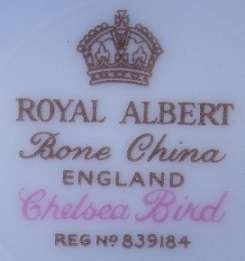 ROYAL ALBERT
Bone China
ENGLAND
Chelsea Bird
REG Nº 839184